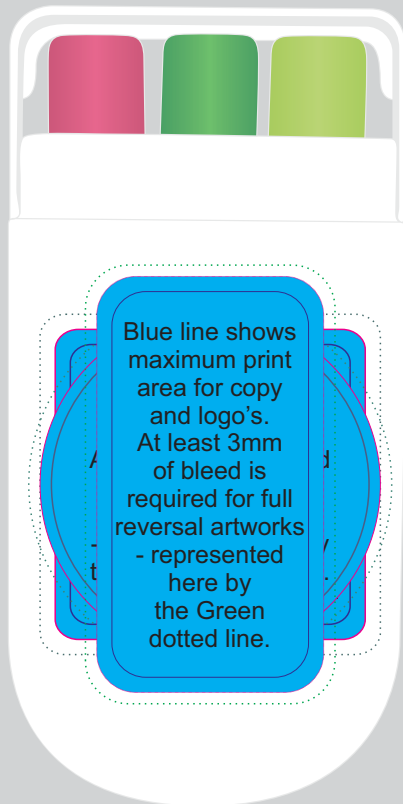 Blue line shows
maximum print
area for copy
and logo's.
At least 3mm
of bleed is
required for full
reversal artworks
- represented
here by
the Green
dotted line.